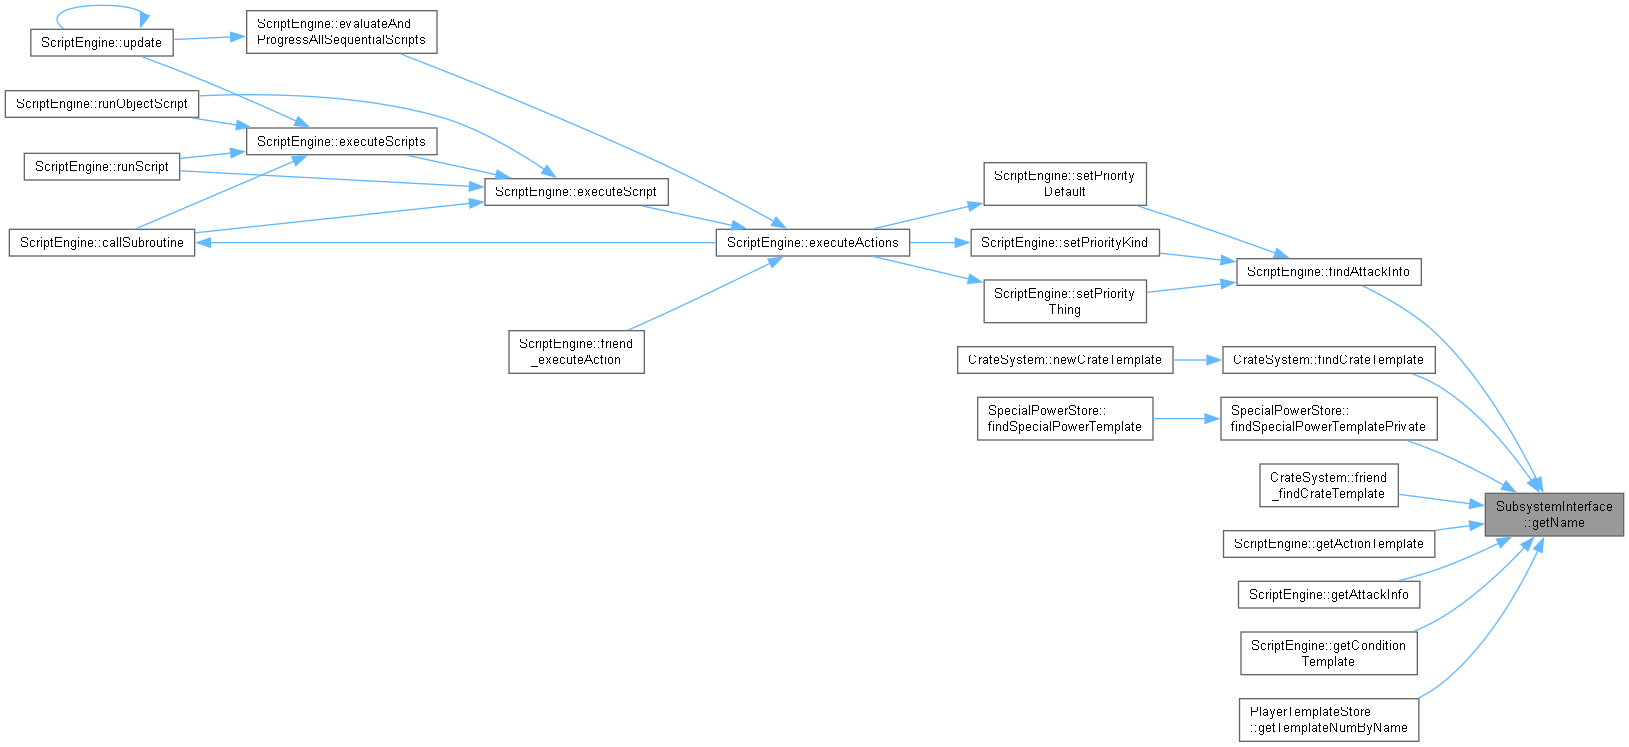 ScriptEngine::update
ScriptEngine::evaluateAnd
ProgressAllSequentialScripts
ScriptEngine::runObjectScript
ScriptEngine::executeScripts
ScriptEngine::runScript
ScriptEngine::executeScript
ScriptEngine::callSubroutine
ScriptEngine::executeActions
ScriptEngine::friend
_executeAction
ScriptEngine::setPriority
Default
ScriptEngine::setPriorityKind
ScriptEngine::setPriority
Thing
ScriptEngine::findAttackInfo
CrateSystem::newCrateTemplate
CrateSystem::findCrateTemplate
SpecialPowerStore::
findSpecialPowerTemplate
SpecialPowerStore::
findSpecialPowerTemplatePrivate
CrateSystem::friend
_findCrateTemplate
SubsystemInterface
::getName
ScriptEngine::getActionTemplate
ScriptEngine::getAttackInfo
ScriptEngine::getCondition
Template
PlayerTemplateStore
::getTemplateNumByName